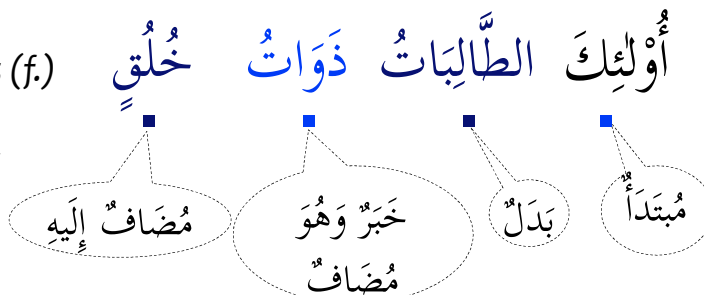 أُوْلٰئِكَ الطَّالِبَاتُ ذَوَاتُ خُلُقٍ (f.)
مُبتَدَأٌ
بَدَلٌ
خَبَرٌ وَهُوَ
مُضَافٌ
مُضَافٌ إِلَيهِ